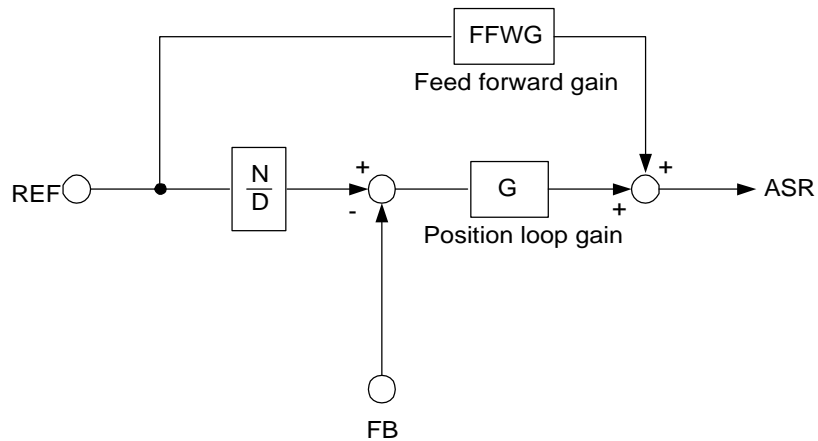 FFWG
Feed forward gain
+
+
REF
N
D
G
ASR
-
+
Position loop gain
FB